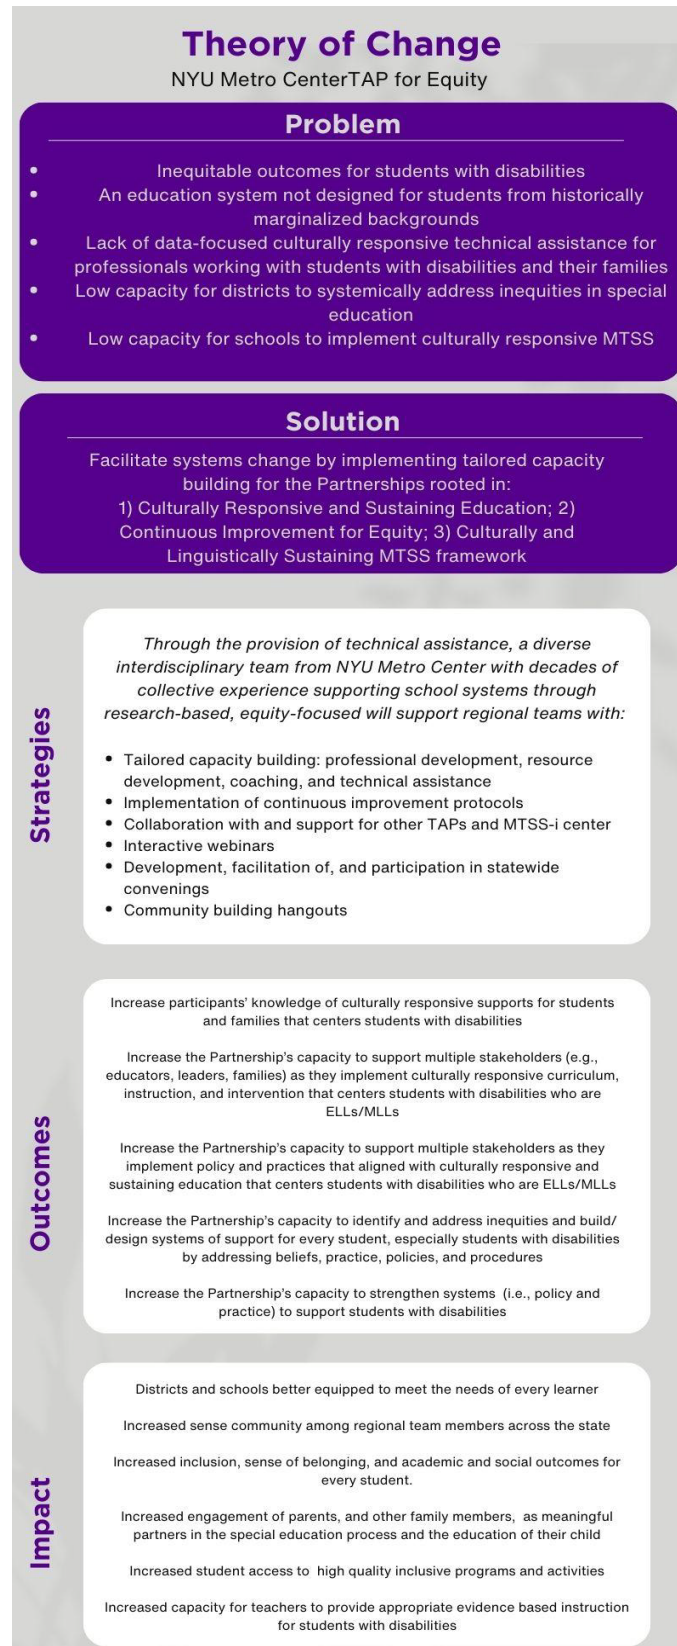 Theory of Change
NYU Metro CenterTAP for Equity
Problem
• Inequitable outcomes for students with disabilities
• An education system not designed for students from historically
marginalized backgrounds
• Lack of data-focused culturally responsive technical assistance for
professionals working with students with disabilities and their families
• Low capacity for districts to systemically address inequities in special
education
• Low capacity for schools to implement culturally responsive MTSS
Solution
Facilitate systems change by implementing tailored capacity
building for the Partnerships rooted in:
1) Culturally Responsive and Sustaining Education; 2)
Continuous Improvement for Equity; 3) Culturally and
Linguistically Sustaining MTSS framework
Strategies
Through the provision of technical assistance, a diverse
interdisciplinary team from NYU Metro Center with decades of
collective experience supporting school systems through
research-based, equity-focused will support regional teams with:
• Tailored capacity building: professional development, resource
development, coaching, and technical assistance
• Implementation of continuous improvement protocols
• Collaboration with and support for other TAPs and MTSS-i center
• Interactive webinars
• Development, facilitation of, and participation in statewide
convenings
• Community building hangouts
Outcomes
Increase participants' knowledge of culturally responsive supports for students
and families that centers students with disabilities
Increase the Partnership's capacity to support multiple stakeholders (e.g.,
educators, leaders, families) as they implement culturally responsive curriculum,
instruction, and intervention that centers students with disabilities who are
ELLs/MLLs
Increase the Partnership's capacity to support multiple stakeholders as they
implement policy and practices that aligned with culturally responsive and
sustaining education that centers students with disabilities who are ELLs/MLLs
Increase the Partnership's capacity to identify and address inequities and build/
design systems of support for every student, especially students with disabilities
by addressing beliefs, practice, policies, and procedures
Increase the Partnership's capacity to strengthen systems (i.e., policy and
practice) to support students with disabilities
Impact
Districts and schools better equipped to meet the needs of every learner
Increased sense community among regional team members across the state
Increased inclusion, sense of belonging, and academic and social outcomes for
every student.
Increased engagement of parents, and other family members, as meaningful
partners in the special education process and the education of their child
Increased student access to high quality inclusive programs and activities
Increased capacity for teachers to provide appropriate evidence based instruction
for students with disabilities